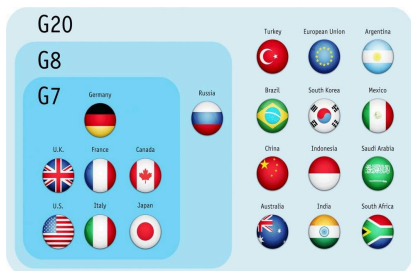 G20
G8
G7
Germany
Russia
U.K.
France
Canada
U.S.
Italy
Japan
Turkey
European Union
Argentina
Brazil
South Korea
Mexico
China
Indonesia
Saudi Arabia
Australia
India
South Africa